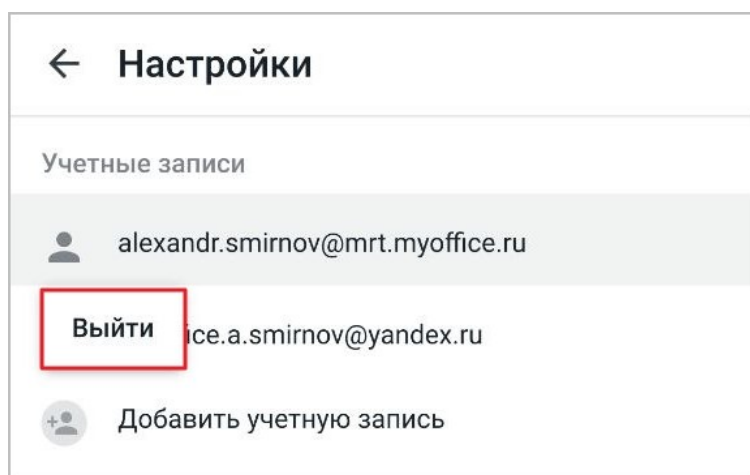 Настройки
Учетные записи
alexandr.smirnov@mrt.myoffice.ru
Выйти
ice.a.smirnov@yandex.ru
Добавить учетную запись